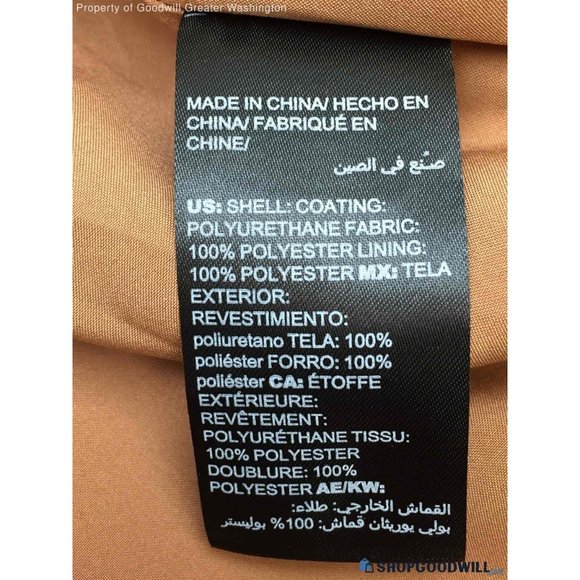 Property of Goodwill Greater Washington
MADE IN CHINA/ HECHO EN
CHINA/ FABRIQUÉ EN
CHINE/
صنّع في الصين
US: SHELL: COATING:
POLYURETHANE FABRIC:
100% POLYESTER LINING:
100% POLYESTER MX: TELA
EXTERIOR:
REVESTIMIENTO:
poliuretano TELA: 100%
poliéster FORRO: 100%
poliéster CA: ÉTOFFE
EXTÉRIEURE:
REVÊTEMENT:
POLYURÉTHANE TISSU:
100% POLYESTER
DOUBLURE: 100%
POLYESTER AE/KW:
القماش الخارجي: طلاء:
بولي يوريثان قماش: 100% بوليستر
SHOPGOODWILL.com